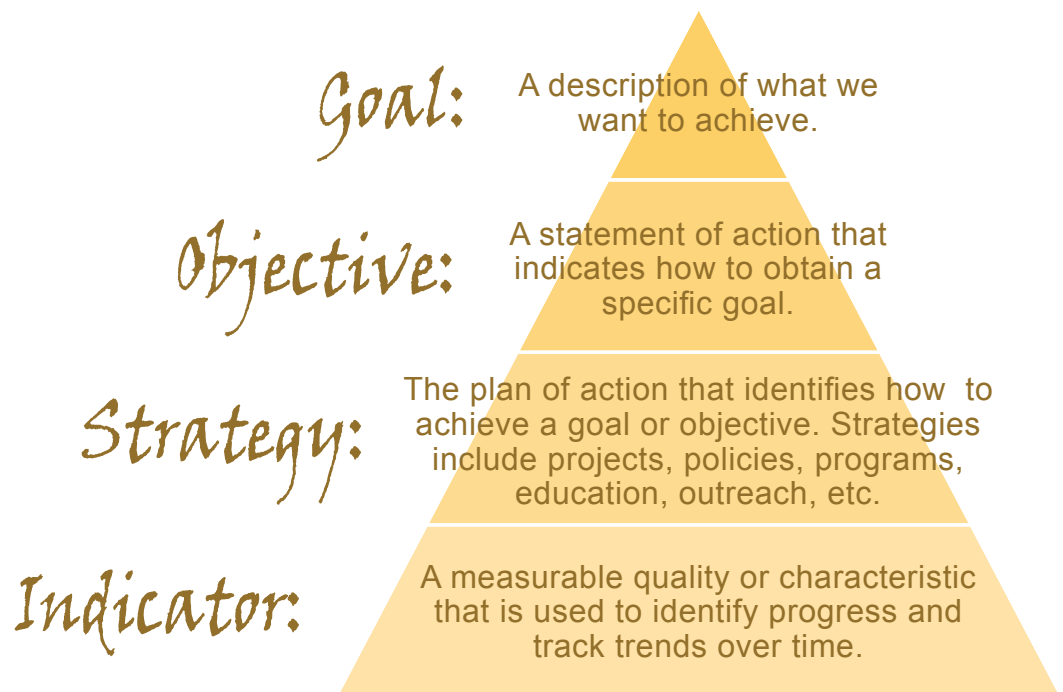 Goal:
A description of what we
want to achieve.
Objective:
A statement of action that
indicates how to obtain a
specific goal.
Strategy:
The plan of action that identifies how  to
achieve a goal or objective. Strategies
include projects, policies, programs,
education, outreach, etc.
Indicator:
A measurable quality or characteristic
that is used to identify progress and
track trends over time.